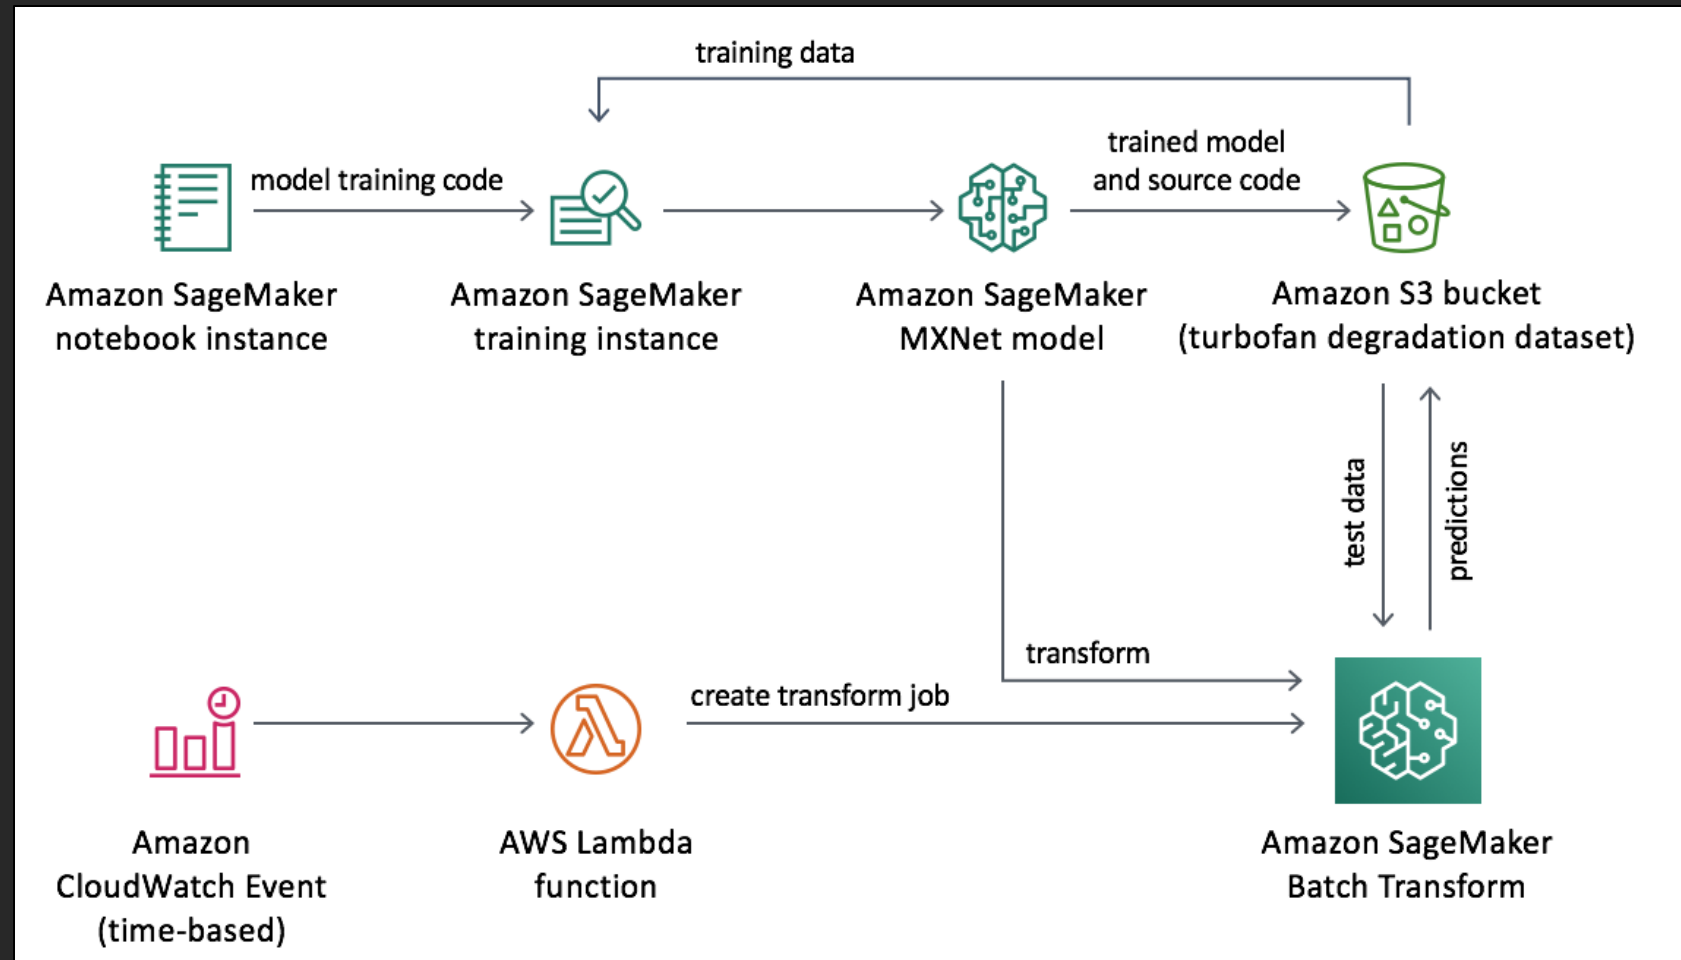 training data
trained model
and source code
model training code
Amazon SageMaker
notebook instance
Amazon SageMaker
training instance
Amazon SageMaker
MXNet model
Amazon S3 bucket
(turbofan degradation dataset)
test data
predictions
transform
create transform job
Amazon
CloudWatch Event
(time-based)
AWS Lambda
function
Amazon SageMaker
Batch Transform